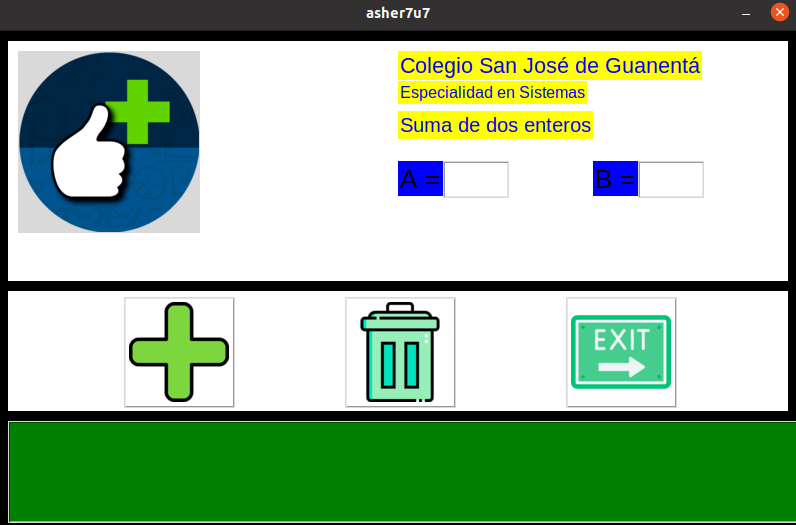 asher7u7
Colegio San José de Guanentá
Especialidad en Sistemas
Suma de dos enteros
A =
B =
EXIT